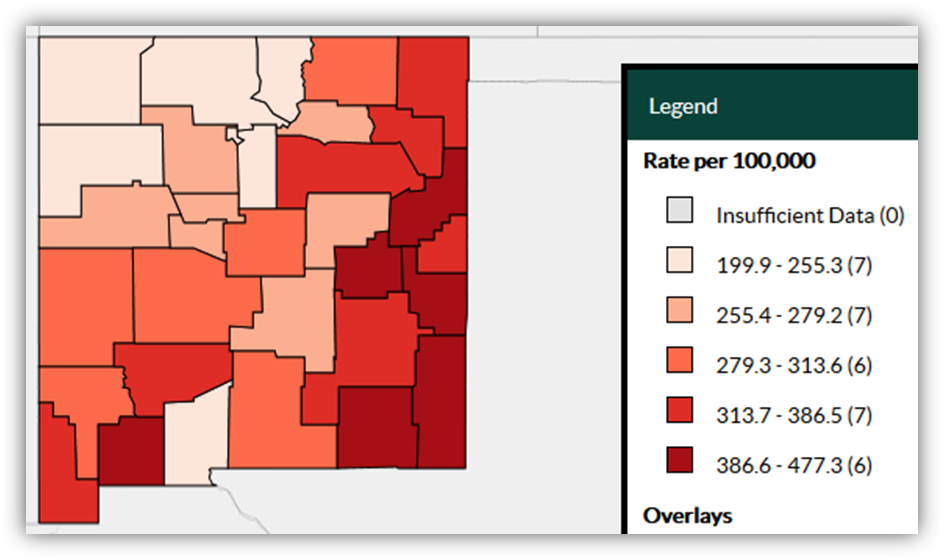 Legend
Rate per 100,000
Insufficient Data (0)
199.9 - 255.3 (7)
255.4 - 279.2 (7)
279.3 - 313.6 (6)
313.7 - 386.5 (7)
386.6 - 477.3 (6)
Overlays